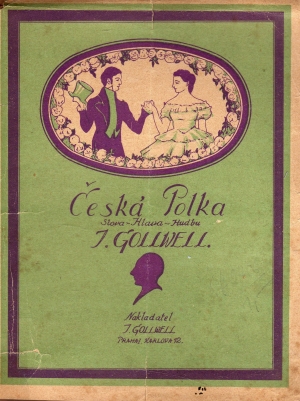 Česká Polka
Slova - Hlava - Hudbu
J. GOLLWELL.
Nakladatel
J. GOLLWELL
PRAHA I, KARLOVA 12.